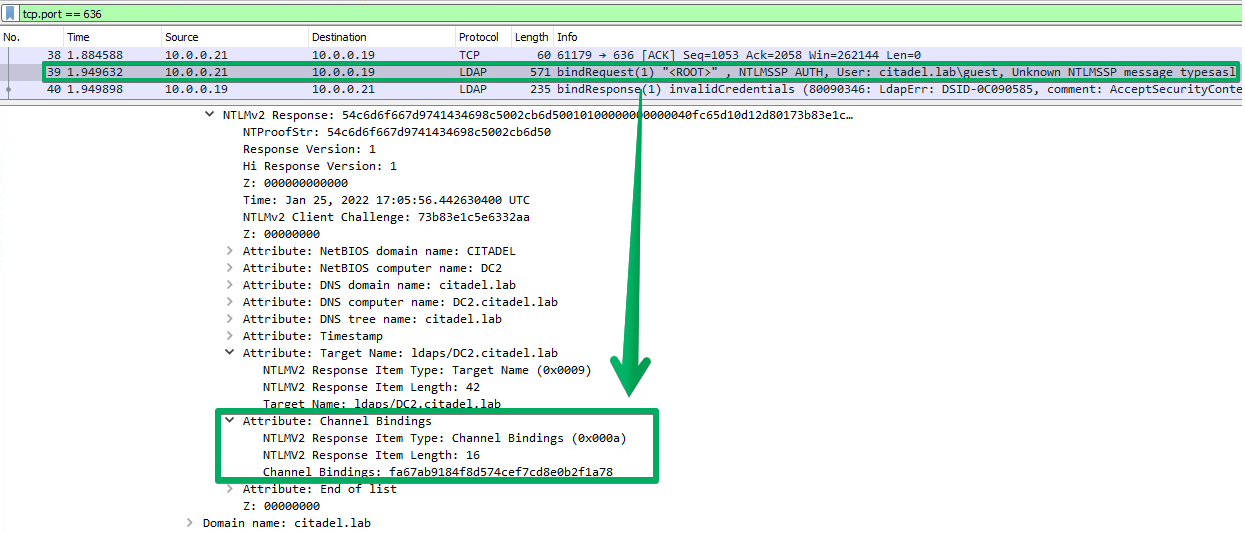 tcp.port == 636
No. Time Source Destination Protocol Length Info
38 1.884588 10.0.0.21 10.0.0.19 TCP 60 61179 → 636 [ACK] Seq=1053 Ack=2058 Win=262144 Len=0
39 1.949632 10.0.0.21 10.0.0.19 LDAP 571 bindRequest(1) "<ROOT>" , NTLMSSP_AUTH, User: citadel.lab\guest, Unknown NTLMSSP message typesasl
40 1.949898 10.0.0.19 10.0.0.21 LDAP 235 bindResponse(1) invalidCredentials (80090346: LdapErr: DSID-0C090585, comment: AcceptSecurityConte
NTLMv2 Response: 54c6d6f667d9741434698c5002cb6d50010100000000000040fc65d10d12d80173b83e1c…
NTProofStr: 54c6d6f667d9741434698c5002cb6d50
Response Version: 1
Hi Response Version: 1
Z: 000000000000
Time: Jan 25, 2022 17:05:56.442630400 UTC
NTLMv2 Client Challenge: 73b83e1c5e6332aa
Z: 00000000
Attribute: NetBIOS domain name: CITADEL
Attribute: NetBIOS computer name: DC2
Attribute: DNS domain name: citadel.lab
Attribute: DNS computer name: DC2.citadel.lab
Attribute: DNS tree name: citadel.lab
Attribute: Timestamp
Attribute: Target Name: ldaps/DC2.citadel.lab
NTLMV2 Response Item Type: Target Name (0x0009)
NTLMV2 Response Item Length: 42
Target Name: ldaps/DC2.citadel.lab
Attribute: Channel Bindings
NTLMV2 Response Item Type: Channel Bindings (0x000a)
NTLMV2 Response Item Length: 16
Channel Bindings: fa67ab9184f8d574cef7cd8e0b2f1a78
Attribute: End of list
Z: 00000000
Domain name: citadel.lab